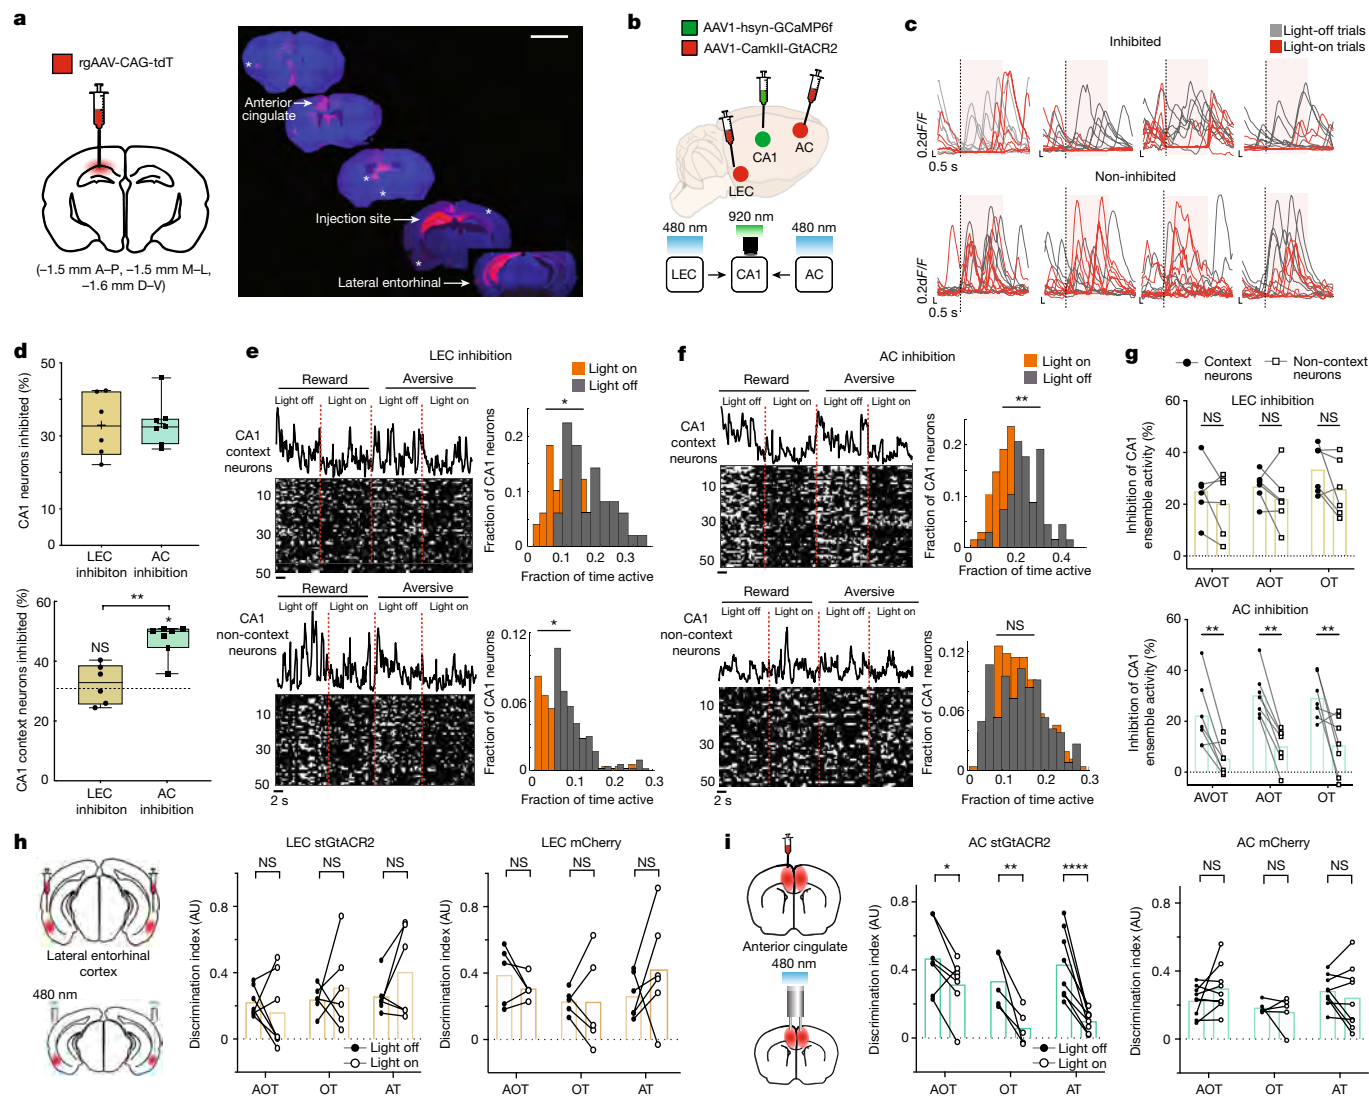 a
rgAAV-CAG-tdT
(–1.5 mm A–P, –1.5 mm M–L,
–1.6 mm D–V)
Anterior
cingulate
Injection site
Lateral entorhinal
*
*
*
*
*
b
AAV1-hsyn-GCaMP6f
AAV1-CamkII-GtACR2
CA1
AC
LEC
480 nm
920 nm
480 nm
LEC
CA1
AC
c
Light-off trials
Light-on trials
Inhibited
0.2dF/F
0.5 s
Non-inhibited
0.2dF/F
0.5 s
d
CA1 neurons inhibited (%)
50
30
10
0
LEC
inhibiton
AC
inhibition
CA1 context neurons inhibited (%)
60
40
20
0
**
NS
*
LEC
inhibiton
AC
inhibition
e
LEC inhibition
Light on
Light off
Reward
Aversive
Light off
Light on
Light off
Light on
CA1
context
neurons
10
30
50
Fraction of CA1 neurons
0.2
0.1
0
*
0
0.1
0.2
0.3
Fraction of time active
Reward
Aversive
Light off
Light on
Light off
Light on
CA1
non-context
neurons
10
30
50
2 s
Fraction of CA1 neurons
0.12
0.06
0
*
0
0.1
0.2
0.3
Fraction of time active
f
AC inhibition
Light on
Light off
Reward
Aversive
Light off
Light on
Light off
Light on
CA1
context
neurons
10
30
50
Fraction of CA1 neurons
0.2
0.1
0
**
0
0.2
0.4
Fraction of time active
Reward
Aversive
Light off
Light on
Light off
Light on
CA1
non-context
neurons
10
30
50
2 s
Fraction of CA1 neurons
0.12
0.06
0
NS
0
0.1
0.2
0.3
Fraction of time active
g
Context
neurons
Non-context
neurons
LEC inhibition
Inhibition of CA1
ensemble activity (%)
60
40
20
0
NS
NS
NS
AVOT
AOT
OT
AC inhibition
Inhibition of CA1
ensemble activity (%)
60
40
20
0
**
**
**
AVOT
AOT
OT
h
Lateral entorhinal
cortex
480 nm
LEC stGtACR2
Discrimination index (AU)
0.8
0.4
0
NS
NS
NS
Light off
Light on
AOT
OT
AT
LEC mCherry
Discrimination index (AU)
0.8
0.4
0
NS
NS
NS
AOT
OT
AT
i
Anterior cingulate
480 nm
AC stGtACR2
Discrimination index (AU)
0.8
0.4
0
*
**
****
Light off
Light on
AOT
OT
AT
AC mCherry
Discrimination index (AU)
0.8
0.4
0
NS
NS
NS
AOT
OT
AT